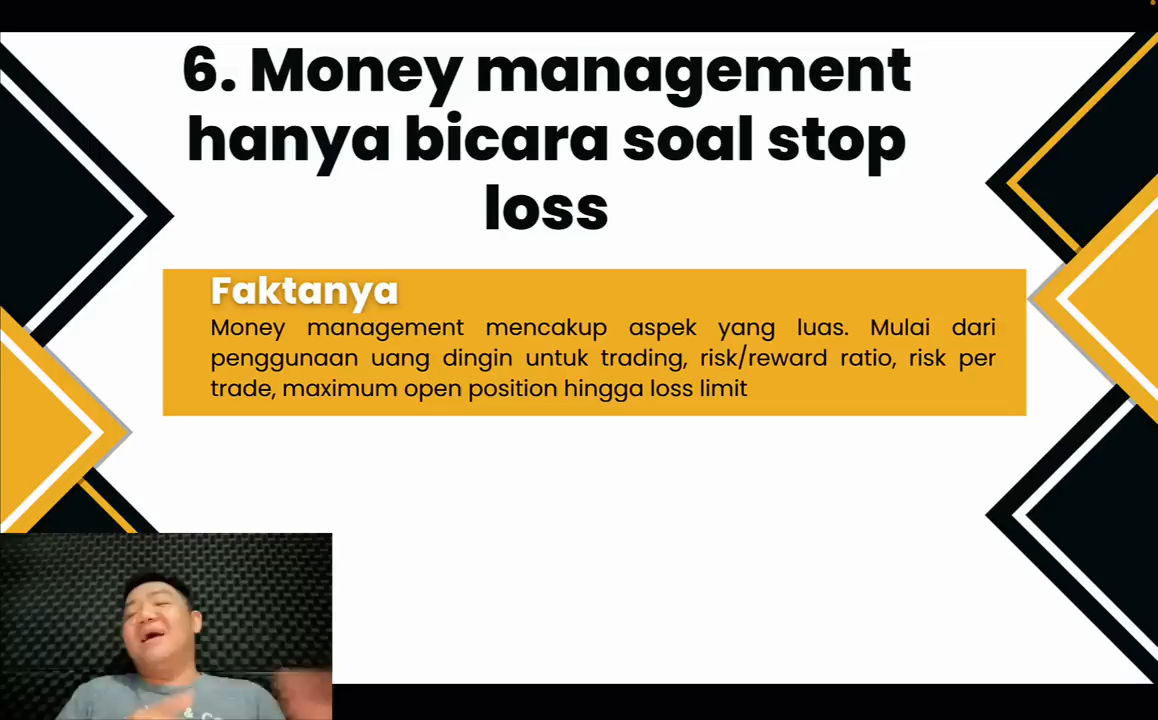 6. Money management
hanya bicara soal stop
loss
Faktanya
Money management mencakup aspek yang luas. Mulai dari
penggunaan uang dingin untuk trading, risk/reward ratio, risk per
trade, maximum open position hingga loss limit